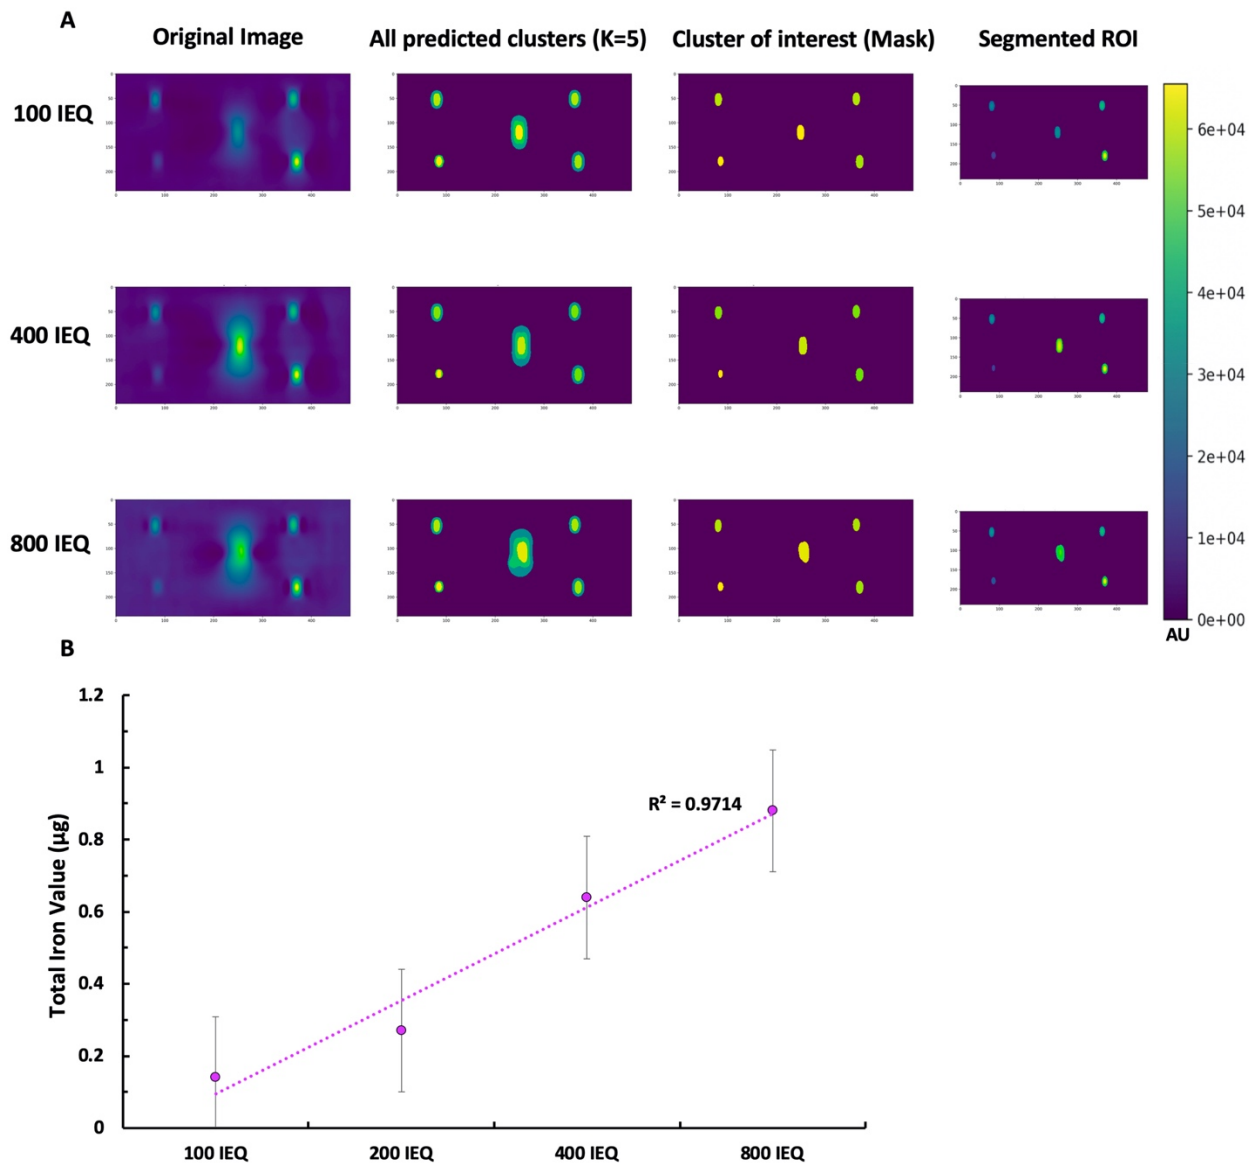 A
Original Image
All predicted clusters (K=5)
Cluster of interest (Mask)
Segmented ROI
100 IEQ
400 IEQ
800 IEQ
6e+04
5e+04
4e+04
3e+04
2e+04
1e+04
0e+00
AU
B
Total Iron Value (µg)
1.2
1
0.8
0.6
0.4
0.2
0
R² = 0.9714
100 IEQ
200 IEQ
400 IEQ
800 IEQ